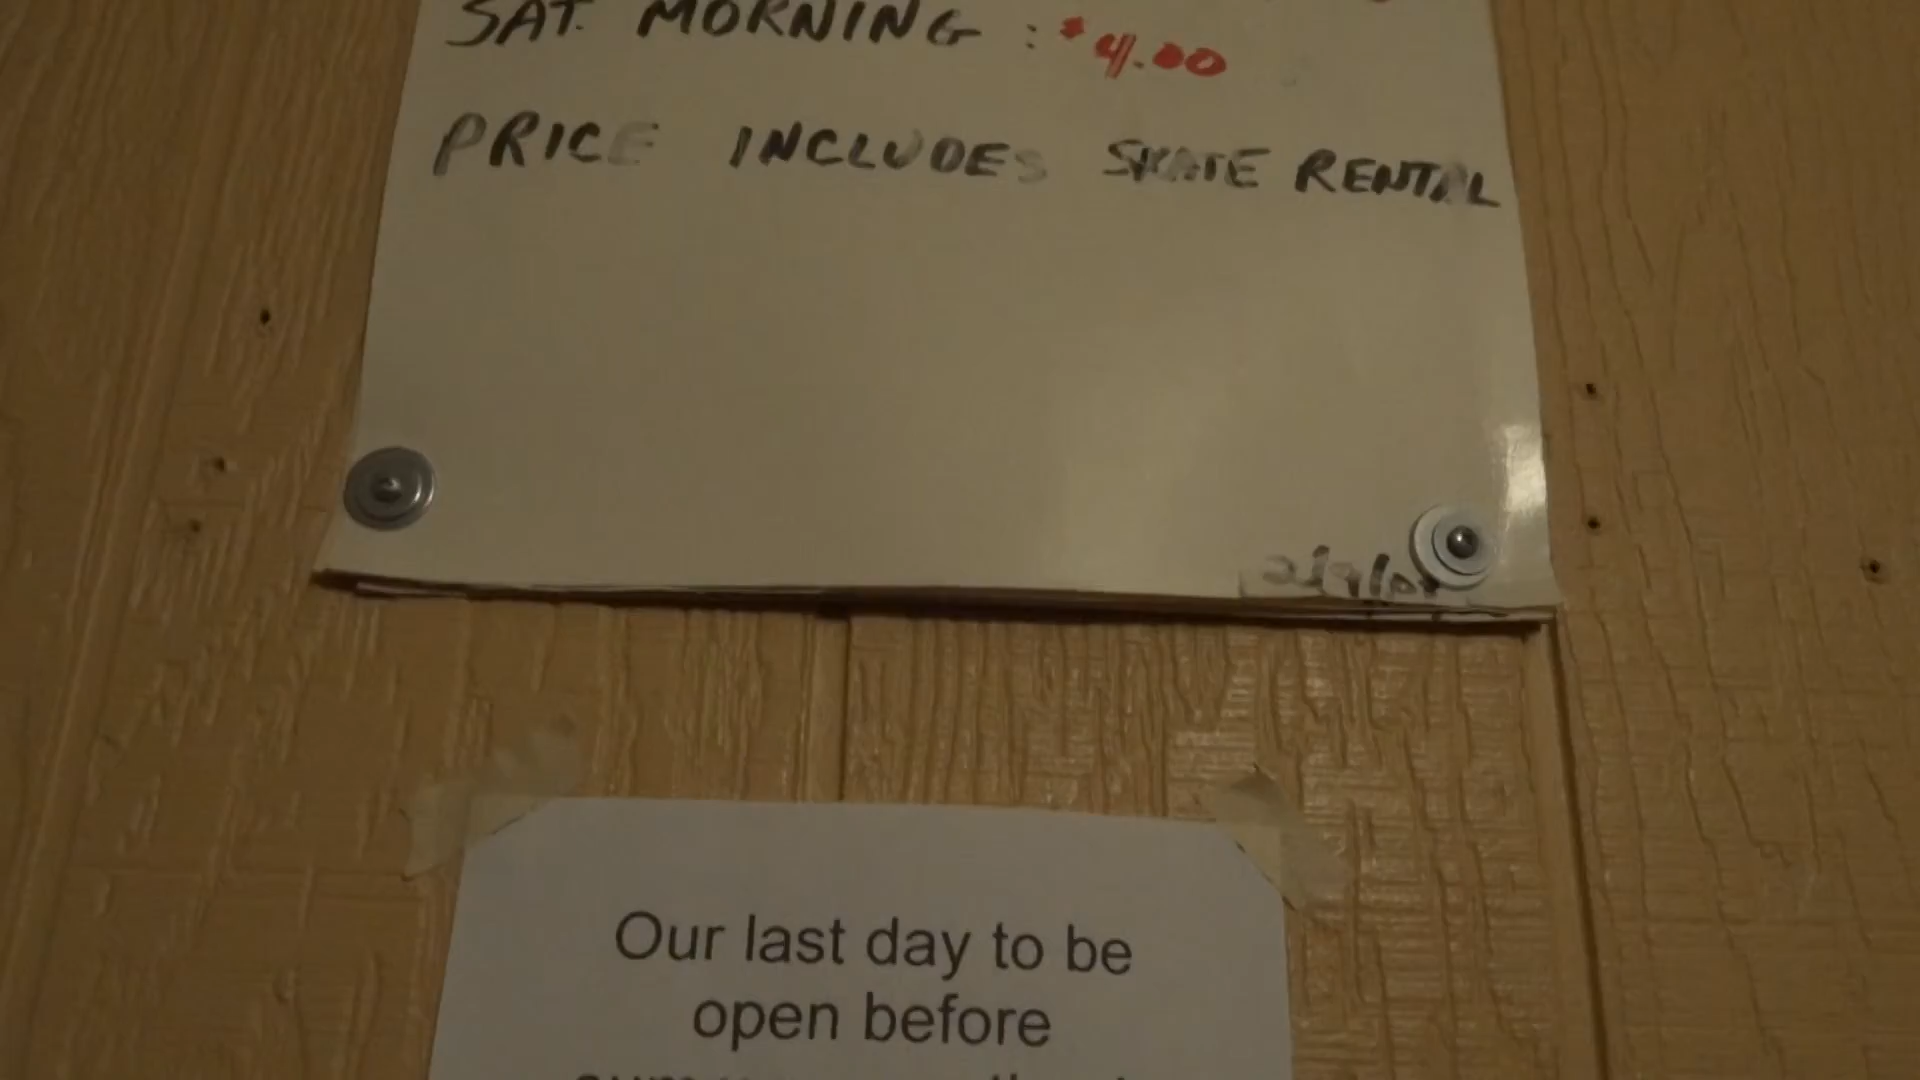 SAT. MORNING : $4.00
PRICE INCLUDES SKATE RENTAL
Our last day to be
open before